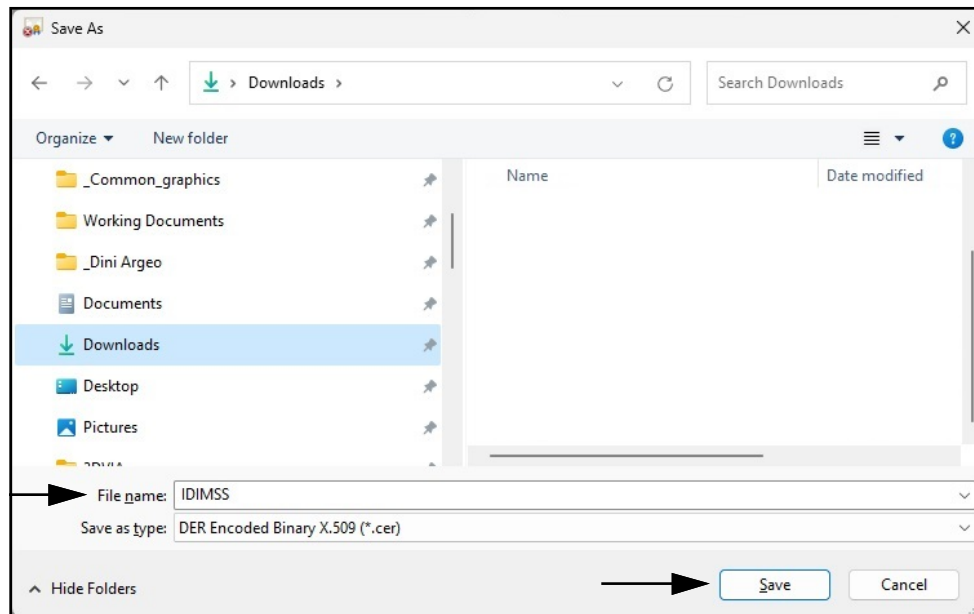 Save As
Downloads
Search Downloads
Organize New folder
_Common_graphics
Working Documents
_Dini Argeo
Documents
Downloads
Desktop
Pictures
Name Date modified
File name: IDIMSS
Save as type: DER Encoded Binary X.509 (*.cer)
Hide Folders Save Cancel